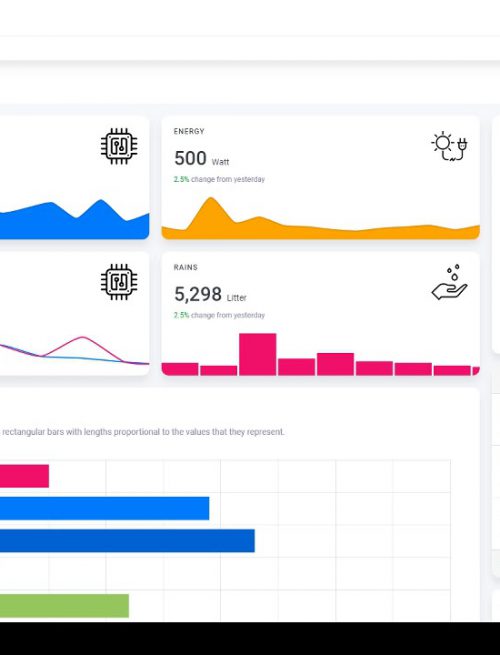 ENERGY
500 Watt
2.5% change from yesterday
RAINS
5,298 Litter
2.5% change from yesterday
rectangular bars with lengths proportional to the values that they represent.